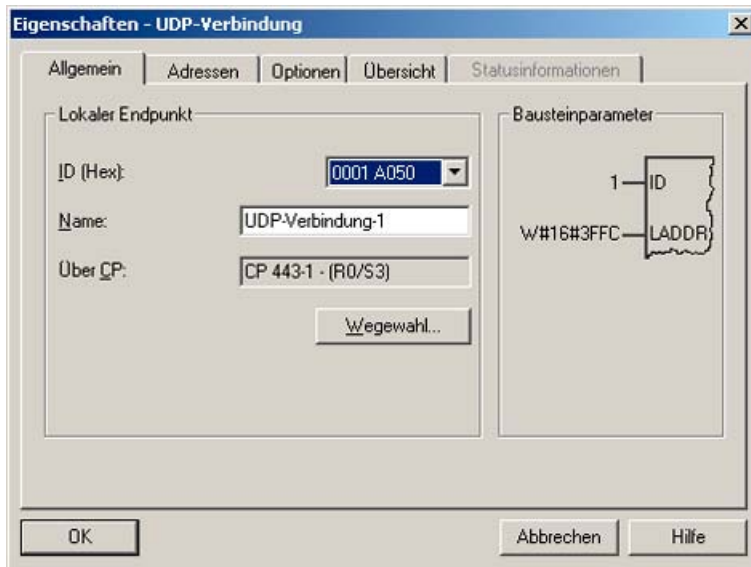 Eigenschaften - UDP-Verbindung
Allgemein
Adressen
Optionen
Übersicht
Statusinformationen
Lokaler Endpunkt
ID (Hex):
0001 A050
Name:
UDP-Verbindung-1
Über CP:
CP 443-1 - (R0/S3)
Wegewahl...
Bausteinparameter
1
ID
W#16#3FFC
LADDR
OK
Abbrechen
Hilfe